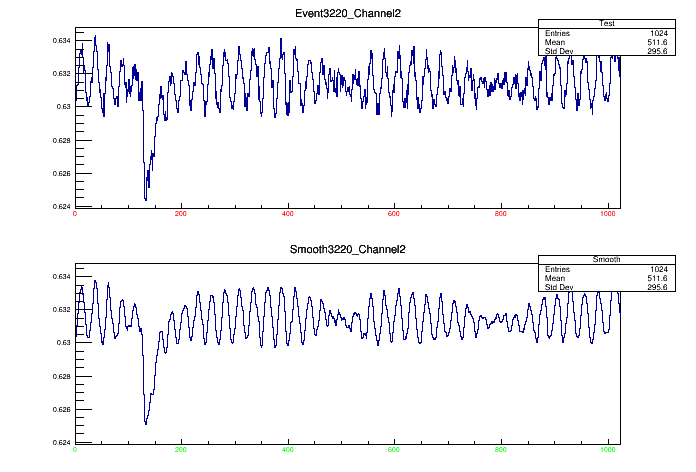 Event3220_Channel2
Test
Entries 1024
Mean 511.6
Std Dev 295.6
0.634
0.632
0.63
0.628
0.626
0.624
0 200 400 600 800 1000
Smooth3220_Channel2
Smooth
Entries 1024
Mean 511.6
Std Dev 295.6
0.634
0.632
0.63
0.628
0.626
0.624
0 200 400 600 800 1000